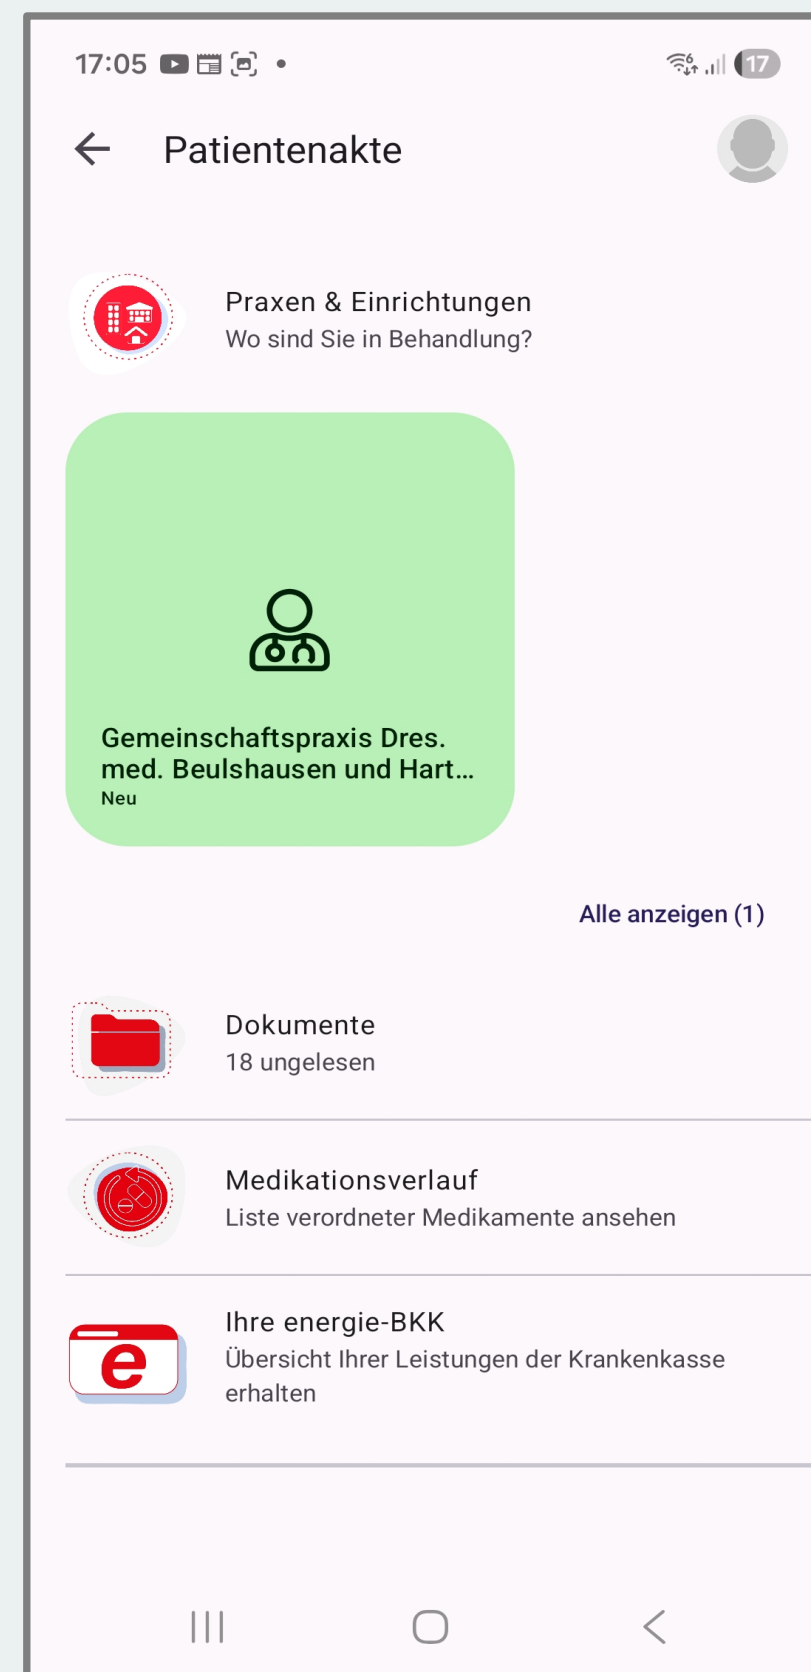 17:05
17
Patientenakte
Praxen & Einrichtungen
Wo sind Sie in Behandlung?
Gemeinschaftspraxis Dres.
med. Beulshausen und Hart...
Neu
Alle anzeigen (1)
Dokumente
18 ungelesen
Medikationsverlauf
Liste verordneter Medikamente ansehen
Ihre energie-BKK
e
Übersicht Ihrer Leistungen der Krankenkasse
erhalten